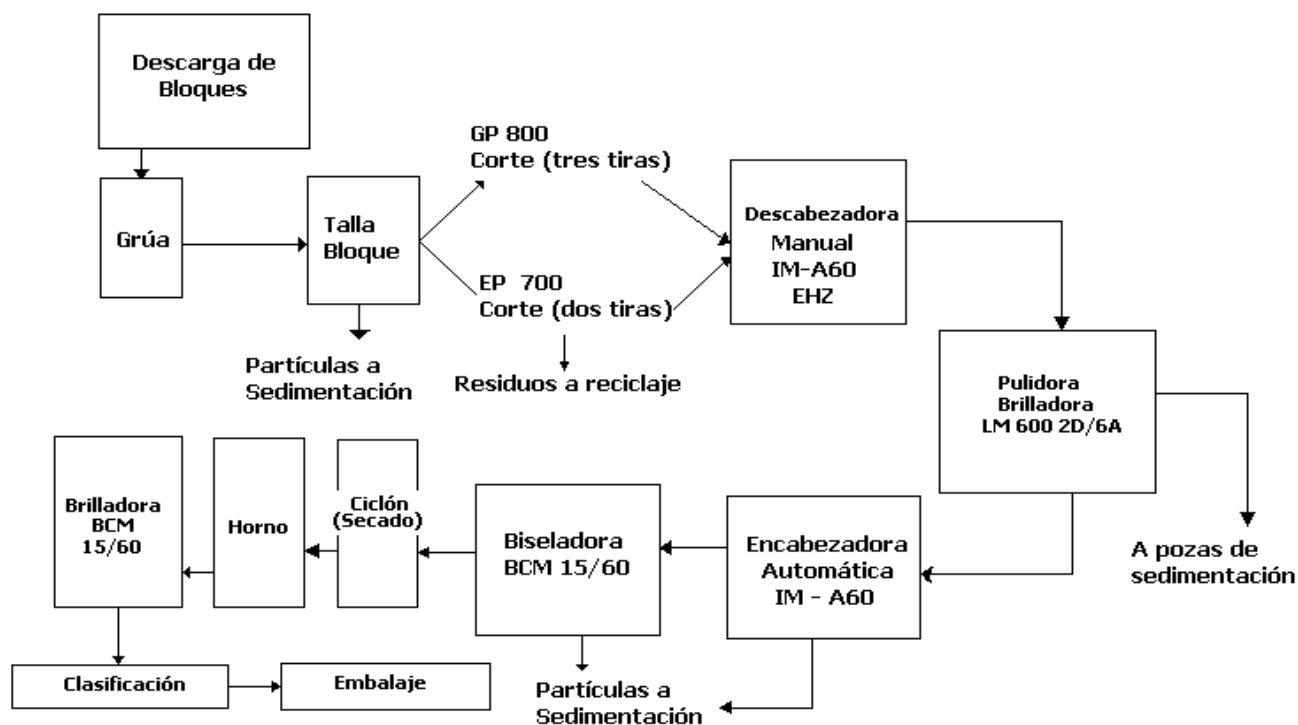 Descarga de
Bloques
Grúa
Talla
Bloque
Partículas a
Sedimentación
GP 800
Corte (tres tiras)
EP 700
Corte (dos tiras)
Residuos a reciclaje
Descabezadora
Manual
IM-A60
EHZ
Pulidora
Brilladora
LM 600 2D/6A
A pozas de
sedimentación
Encabezadora
Automática
IM - A60
Biseladora
BCM 15/60
Partículas a
Sedimentación
Ciclón
(Secado)
Horno
Brilladora
BCM
15/60
Clasificación
Embalaje